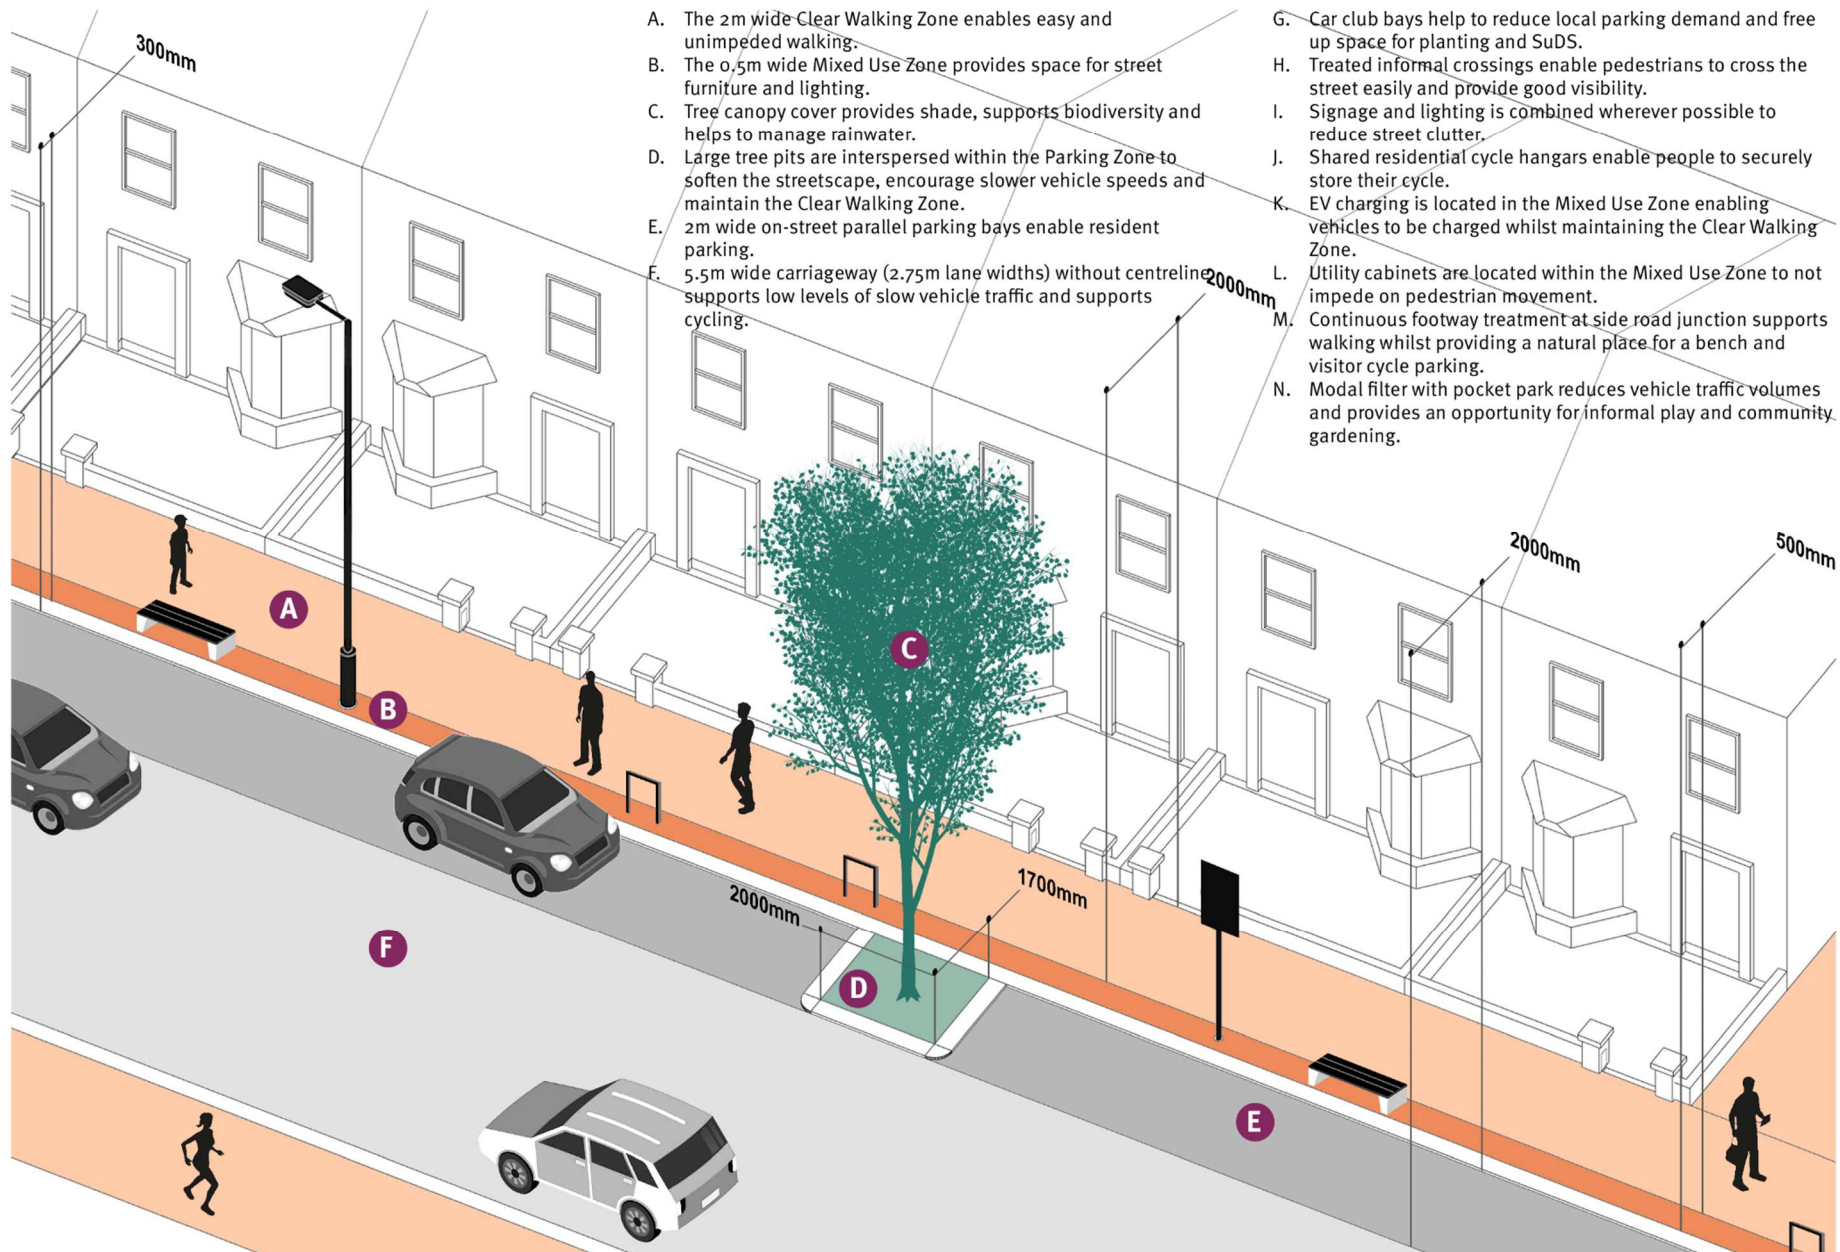 A. The 2m wide Clear Walking Zone enables easy and
unimpeded walking.
B. The 0.5m wide Mixed Use Zone provides space for street
furniture and lighting.
C. Tree canopy cover provides shade, supports biodiversity and
helps to manage rainwater.
D. Large tree pits are interspersed within the Parking Zone to
soften the streetscape, encourage slower vehicle speeds and
maintain the Clear Walking Zone.
E. 2m wide on-street parallel parking bays enable resident
parking.
F. 5.5m wide carriageway (2.75m lane widths) without centreline
supports low levels of slow vehicle traffic and supports
cycling.
G. Car club bays help to reduce local parking demand and free
up space for planting and SuDS.
H. Treated informal crossings enable pedestrians to cross the
street easily and provide good visibility.
I. Signage and lighting is combined wherever possible to
reduce street clutter.
J. Shared residential cycle hangars enable people to securely
store their cycle.
K. EV charging is located in the Mixed Use Zone enabling
vehicles to be charged whilst maintaining the Clear Walking
Zone.
L. Utility cabinets are located within the Mixed Use Zone to not
impede on pedestrian movement.
M. Continuous footway treatment at side road junction supports
walking whilst providing a natural place for a bench and
visitor cycle parking.
N. Modal filter with pocket park reduces vehicle traffic volumes
and provides an opportunity for informal play and community
gardening.
300mm
2000mm
2000mm
500mm
A
C
B
1700mm
2000mm
F
D
E